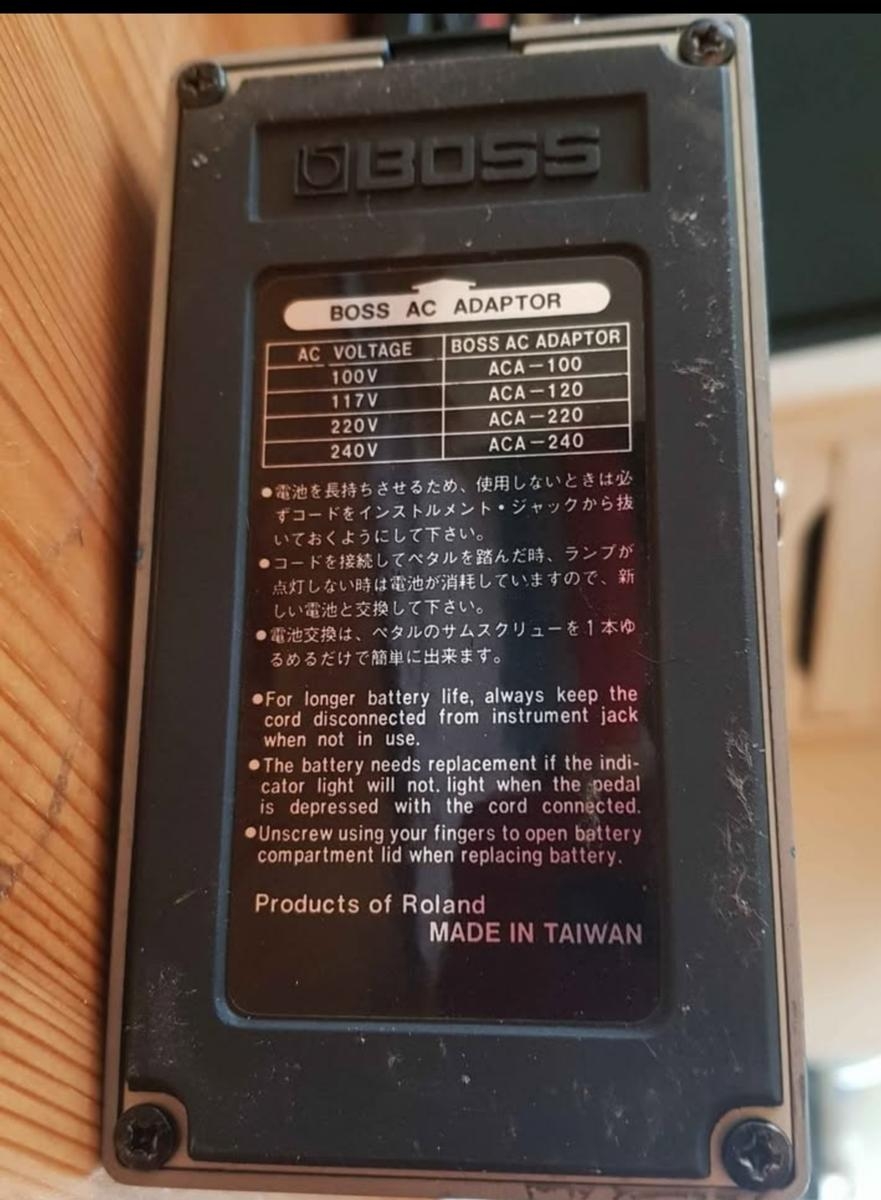 BOSS
BOSS AC ADAPTOR
AC VOLTAGE BOSS AC ADAPTOR
100V ACA-100
117V ACA-120
220V ACA-220
240V ACA-240
●電池を長持ちさせるため、使用しないときは必
ずコードをインストルメント・ジャックから抜
いておくようにして下さい。
●コードを接続してペタルを踏んだ時、ランプが
点灯しない時は電池が消耗していますので、新
しい電池と交換して下さい。
●電池交換は、ペタルのサムスクリューを1本ゆ
るめるだけで簡単に出来ます。
●For longer battery life, always keep the
cord disconnected from instrument jack
when not in use.
●The battery needs replacement if the indi-
cator light will not. light when the pedal
is depressed with the cord connected.
●Unscrew using your fingers to open battery
compartment lid when replacing battery.
Products of Roland
MADE IN TAIWAN